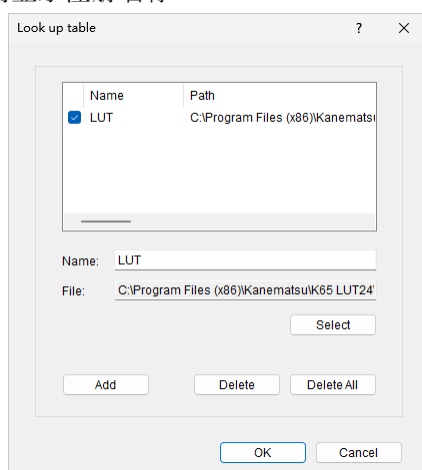 Look up table ? ×
Name Path
LUT C:\Program Files (x86)\Kanematsu
Name: LUT
File: C:\Program Files (x86)\Kanematsu\K65 LUT24'
Select
Add Delete Delete All
OK Cancel